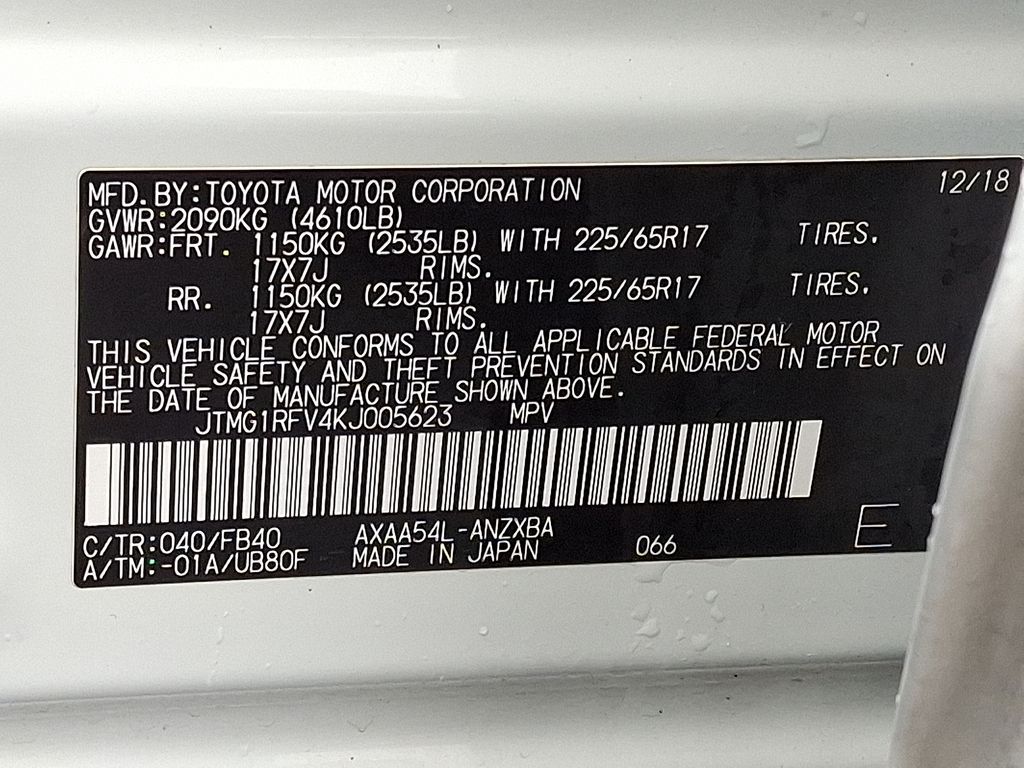 MFD. BY:TOYOTA MOTOR CORPORATION 12/18
GVWR:2090KG (4610LB)
GAWR:FRT. 1150KG (2535LB) WITH 225/65R17 TIRES.
17X7J RIMS.
RR. 1150KG (2535LB) WITH 225/65R17 TIRES.
17X7J RIMS.
THIS VEHICLE CONFORMS TO ALL APPLICABLE FEDERAL MOTOR
VEHICLE SAFETY AND THEFT PREVENTION STANDARDS IN EFFECT ON
THE DATE OF MANUFACTURE SHOWN ABOVE.
JTMG1RFV4KJ005623 MPV
C/TR:040/FB40 AXAA54L-ANZXBA
A/TM:-01A/UB80F MADE IN JAPAN 066 E